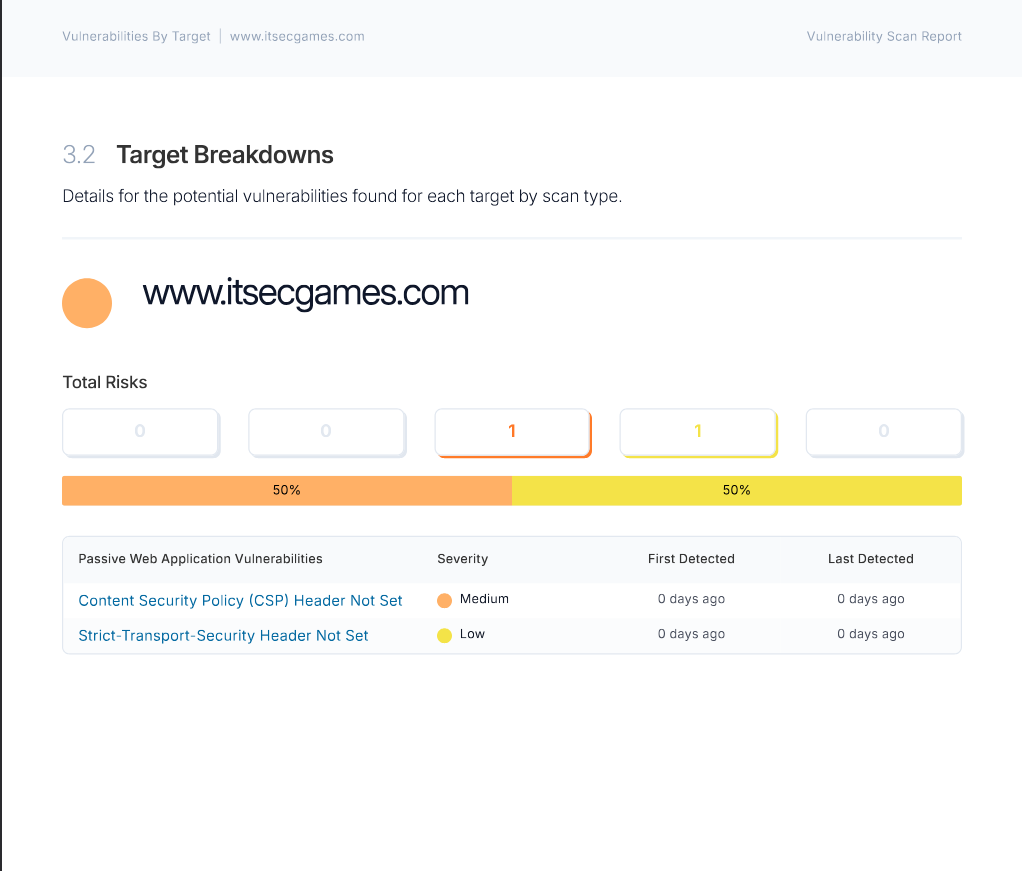 Vulnerabilities By Target | www.itsecgames.com Vulnerability Scan Report
3.2 Target Breakdowns
Details for the potential vulnerabilities found for each target by scan type.
www.itsecgames.com
Total Risks
0 0 1 1 0
50% 50%
Passive Web Application Vulnerabilities Severity First Detected Last Detected
Content Security Policy (CSP) Header Not Set Medium 0 days ago 0 days ago
Strict-Transport-Security Header Not Set Low 0 days ago 0 days ago